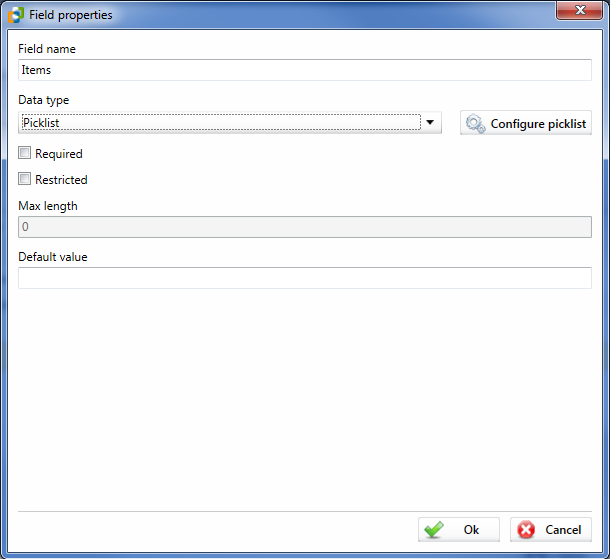 Field properties
Field name
Items
Data type
Picklist
Configure picklist
Required
Restricted
Max length
0
Default value
Ok
Cancel